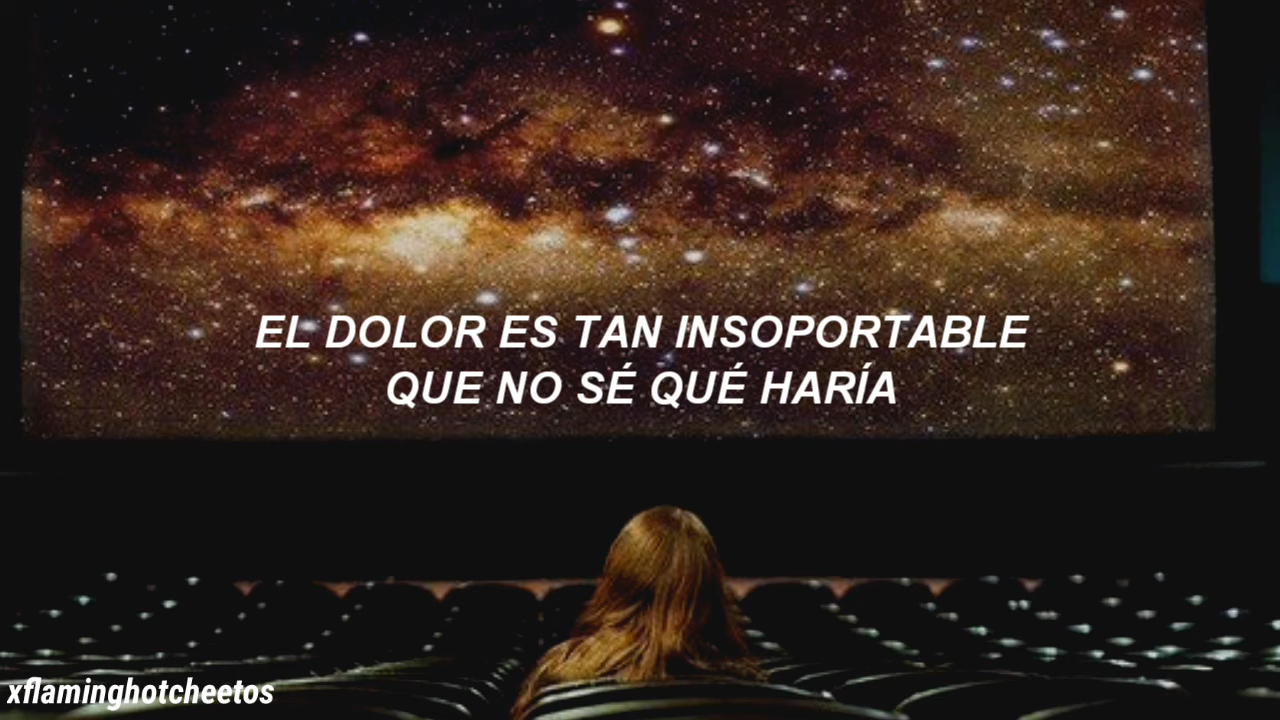 EL DOLOR ES TAN INSOPORTABLE
QUE NO SÉ QUÉ HARÍA
xflaminghotcheetos